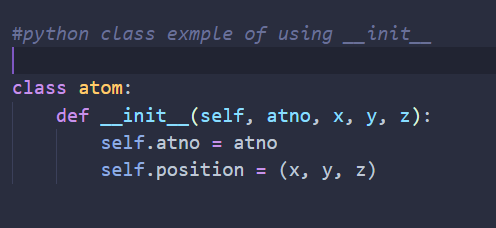 #python class exmple of using __init__
class atom:
    def __init__(self, atno, x, y, z):
        self.atno = atno
        self.position = (x, y, z)